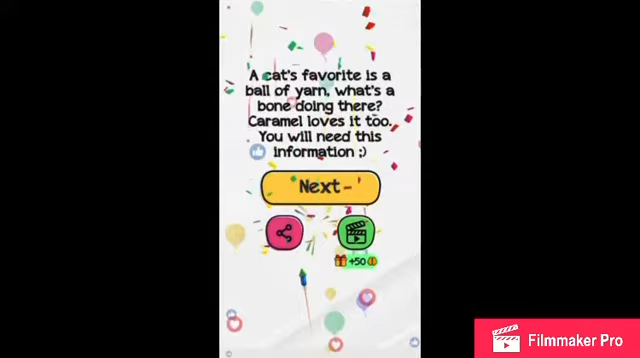 A cat's favorite is a
ball of yarn, what's a
bone doing there?
Caramel loves it too.
You will need this
information ;)
Next
+50
Filmmaker Pro